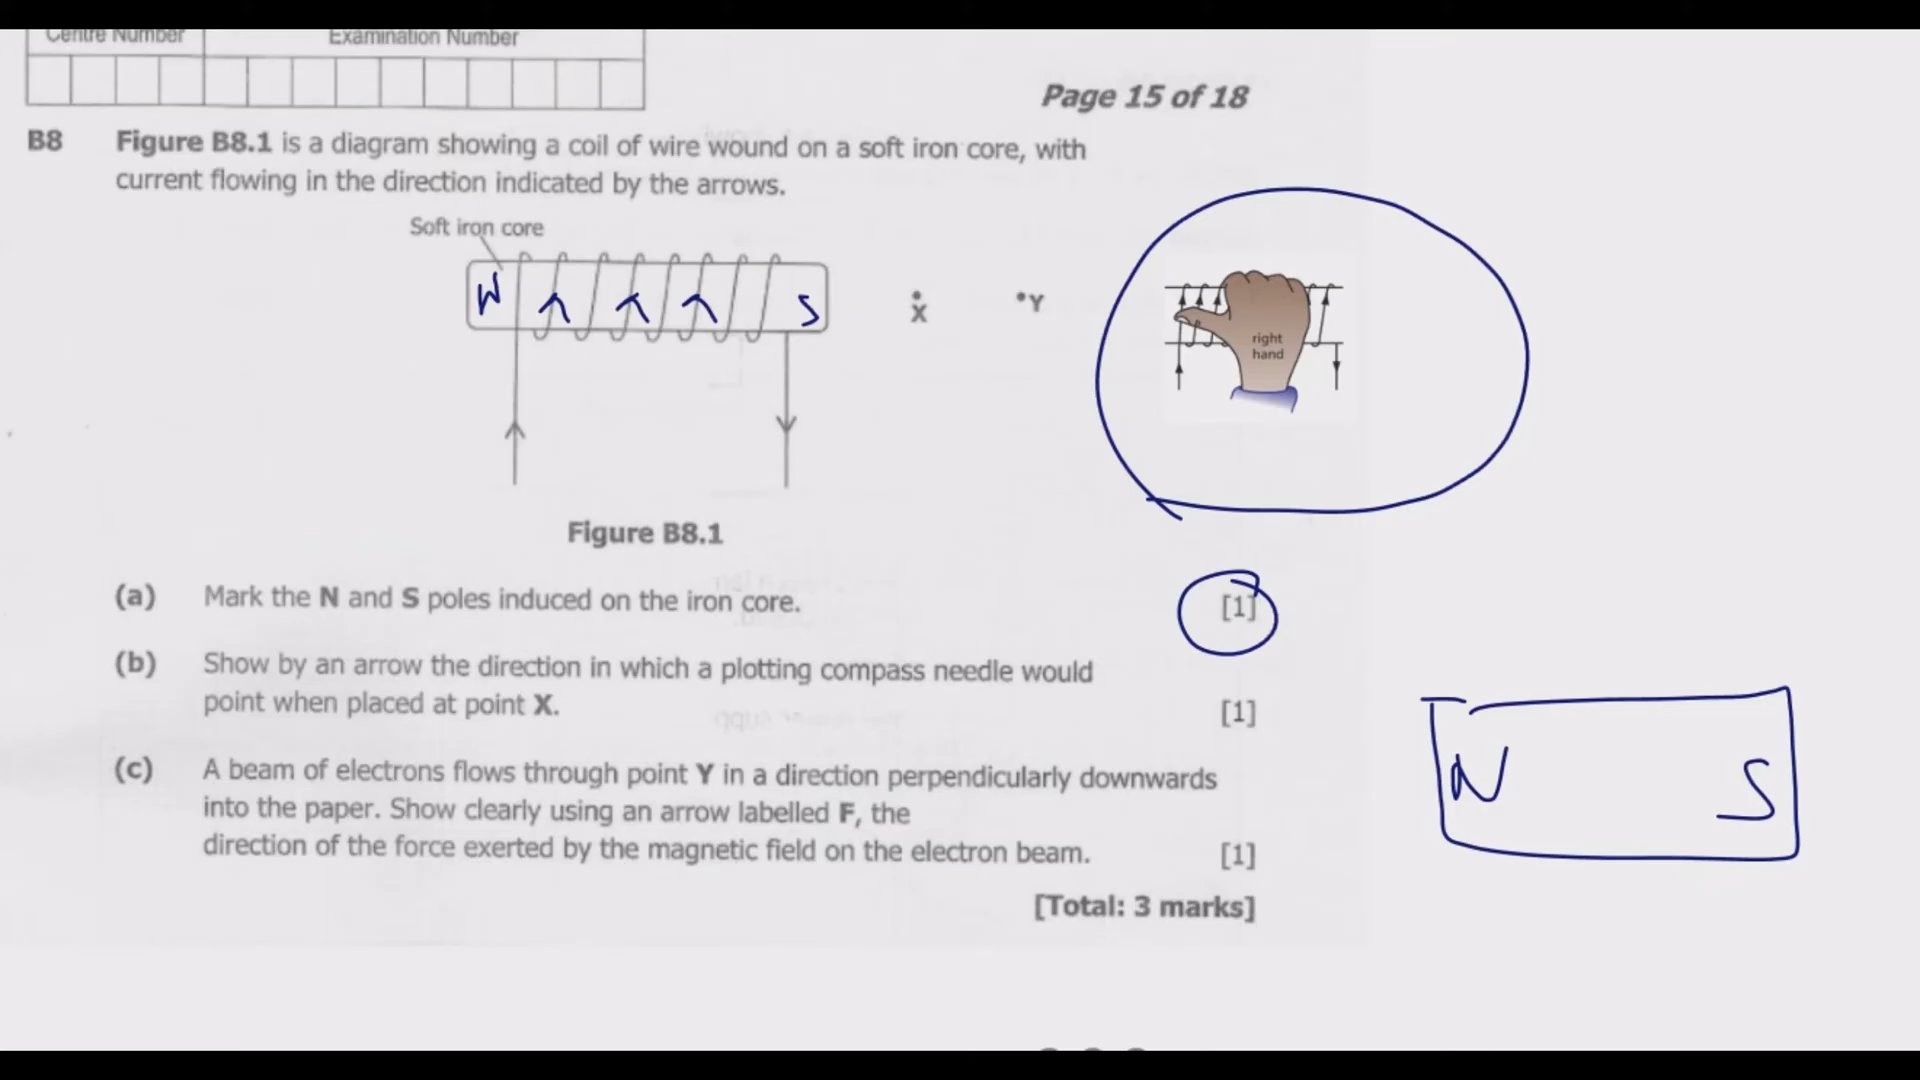 Centre Number Examination Number
Page 15 of 18
B8 Figure B8.1 is a diagram showing a coil of wire wound on a soft iron core, with
current flowing in the direction indicated by the arrows.
Soft iron core
N S
X
Y
right
hand
Figure B8.1
(a) Mark the N and S poles induced on the iron core. [1]
(b) Show by an arrow the direction in which a plotting compass needle would
point when placed at point X. [1]
N S
(c) A beam of electrons flows through point Y in a direction perpendicularly downwards
into the paper. Show clearly using an arrow labelled F, the
direction of the force exerted by the magnetic field on the electron beam. [1]
[Total: 3 marks]